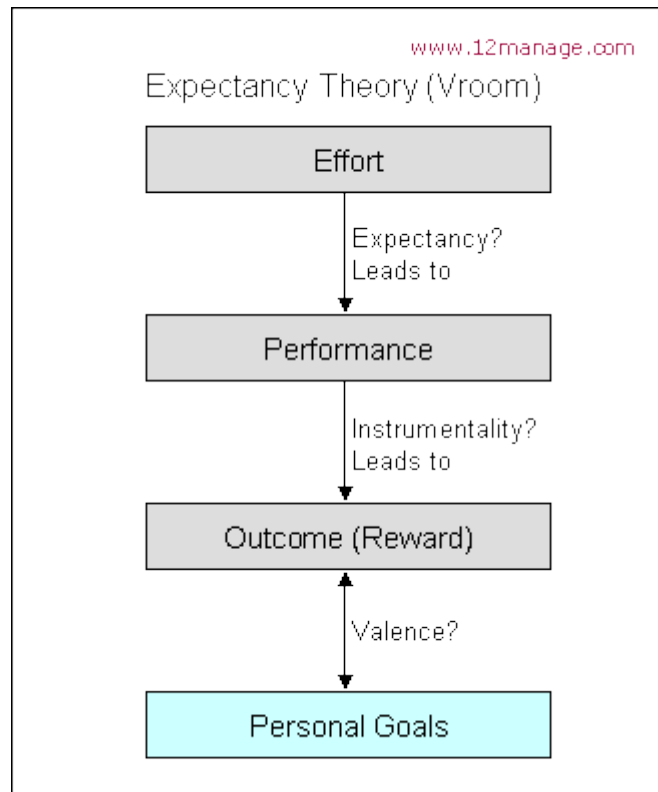 www.12manage.com
Expectancy Theory (Vroom)
Effort
Expectancy?
Leads to
Performance
Instrumentality?
Leads to
Outcome (Reward)
Valence?
Personal Goals